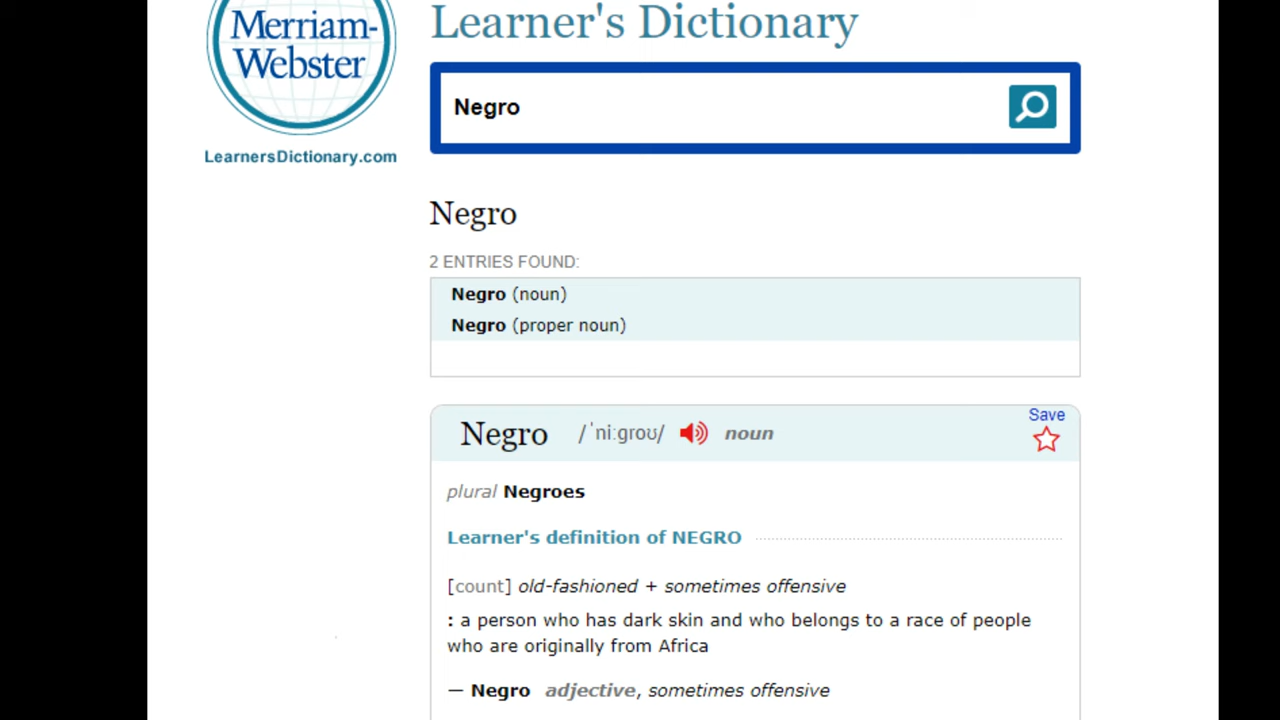 Merriam-
Webster
LearnersDictionary.com
Learner's Dictionary
Negro
Negro
2 ENTRIES FOUND:
Negro (noun)
Negro (proper noun)
Negro /ˈniːgroʊ/ noun
Save
plural Negroes
Learner's definition of NEGRO
[count] old-fashioned + sometimes offensive
: a person who has dark skin and who belongs to a race of people
who are originally from Africa
— Negro adjective, sometimes offensive